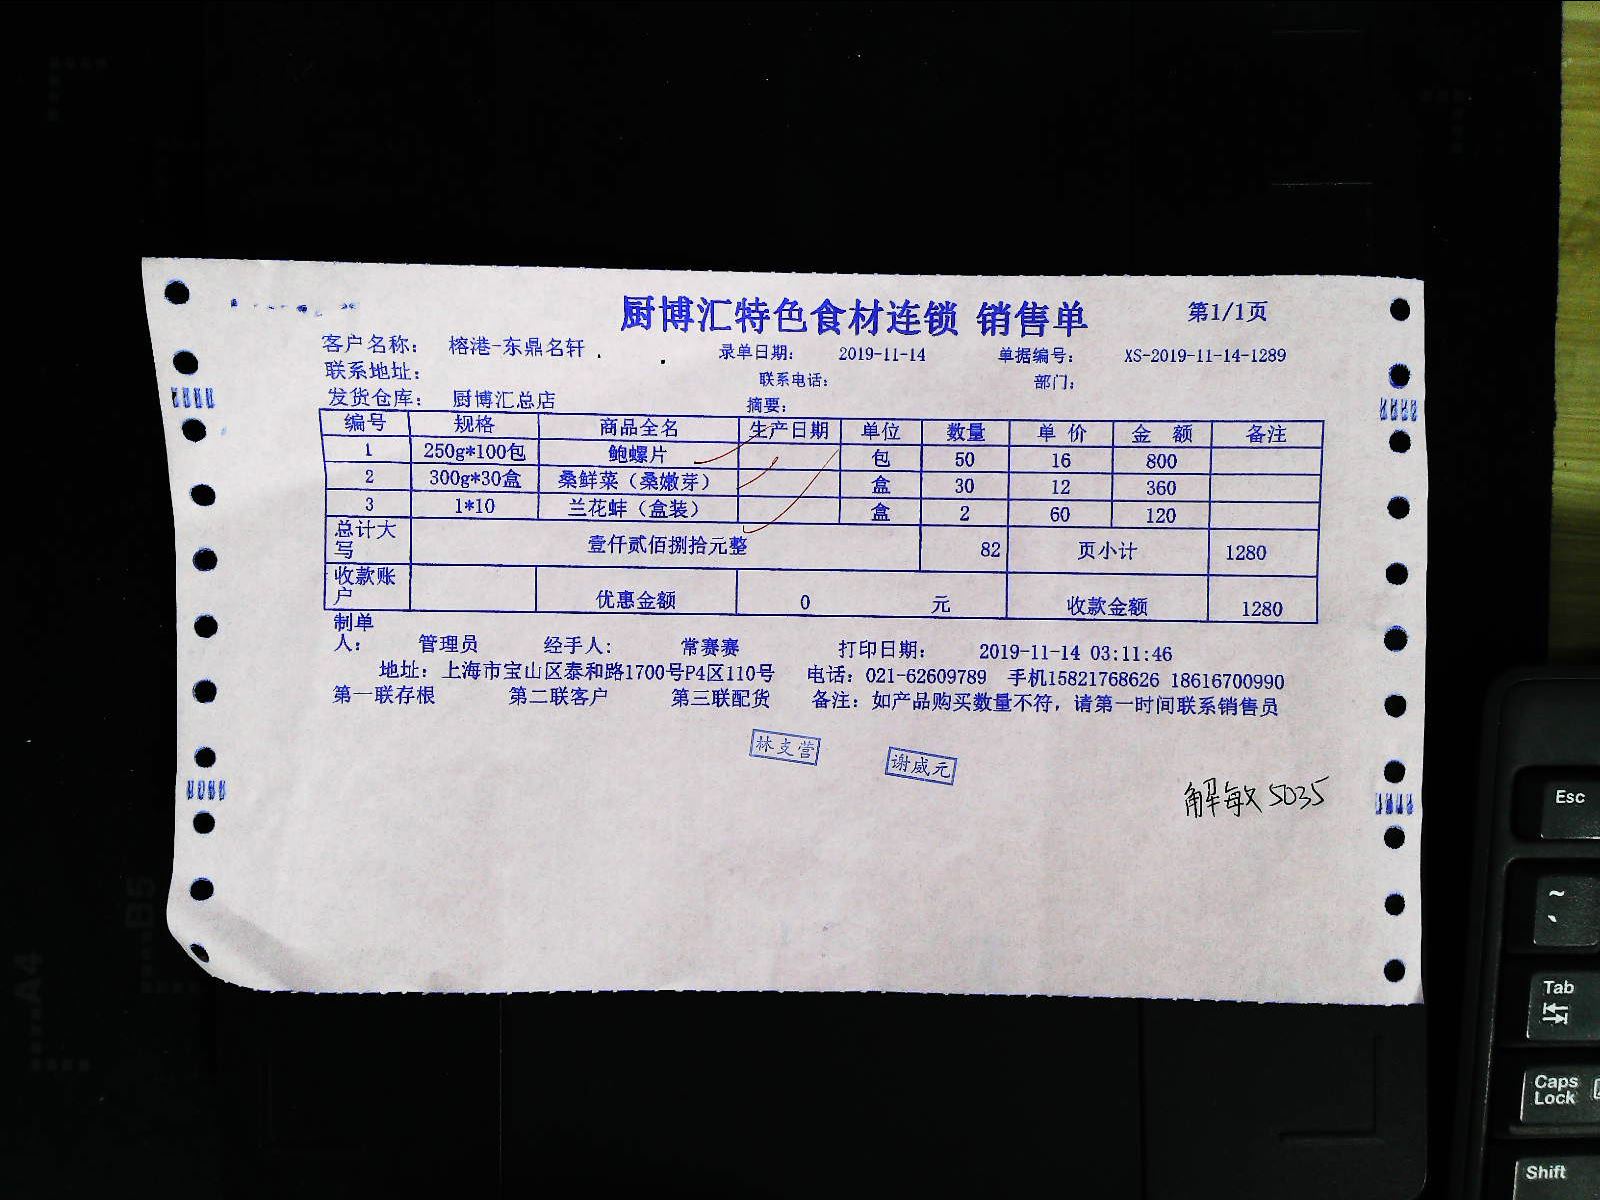 厨博汇特色食材连锁 销售单 第1/1页
客户名称： 榕港-东鼎名轩 录单日期： 2019-11-14 单据编号： XS-2019-11-14-1289
联系地址： 联系电话： 部门：
发货仓库： 厨博汇总店 摘要：
编号 规格 商品全名 生产日期 单位 数量 单价 金额 备注
1 250g*100包 鲍螺片 包 50 16 800
2 300g*30盒 桑鲜菜（桑嫩芽） 盒 30 12 360
3 1*10 兰花蚌（盒装） 盒 2 60 120
总计大写 壹仟贰佰捌拾元整 82 页小计 1280
收款账户 优惠金额 0 元 收款金额 1280
制单人： 管理员 经手人： 常赛赛 打印日期： 2019-11-14 03:11:46
地址：上海市宝山区泰和路1700号P4区110号 电话：021-62609789 手机15821768626 18616700990
第一联存根 第二联客户 第三联配货 备注：如产品购买数量不符，请第一时间联系销售员
林支营 谢威元
解敏 5035
Esc
~
Tab
Caps Lock
Shift
A4
B5